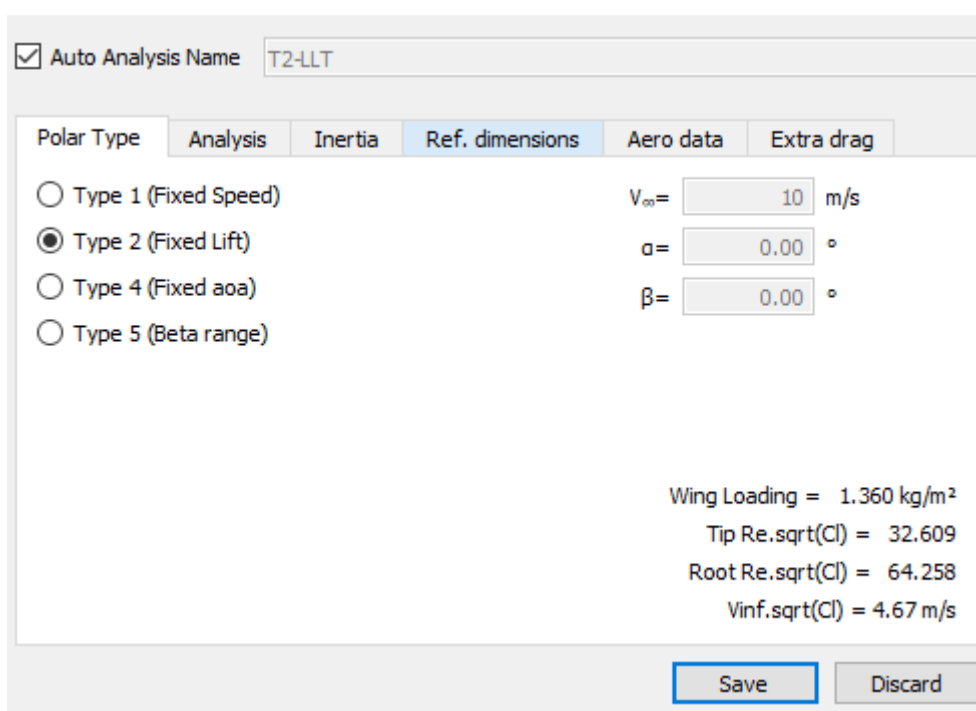 Auto Analysis Name T2-LLT
Polar Type Analysis Inertia Ref. dimensions Aero data Extra drag
Type 1 (Fixed Speed) V∞= 10 m/s
Type 2 (Fixed Lift) α= 0.00 °
Type 4 (Fixed aoa) β= 0.00 °
Type 5 (Beta range)
Wing Loading = 1.360 kg/m²
Tip Re.sqrt(Cl) = 32.609
Root Re.sqrt(Cl) = 64.258
Vinf.sqrt(Cl) = 4.67 m/s
Save Discard